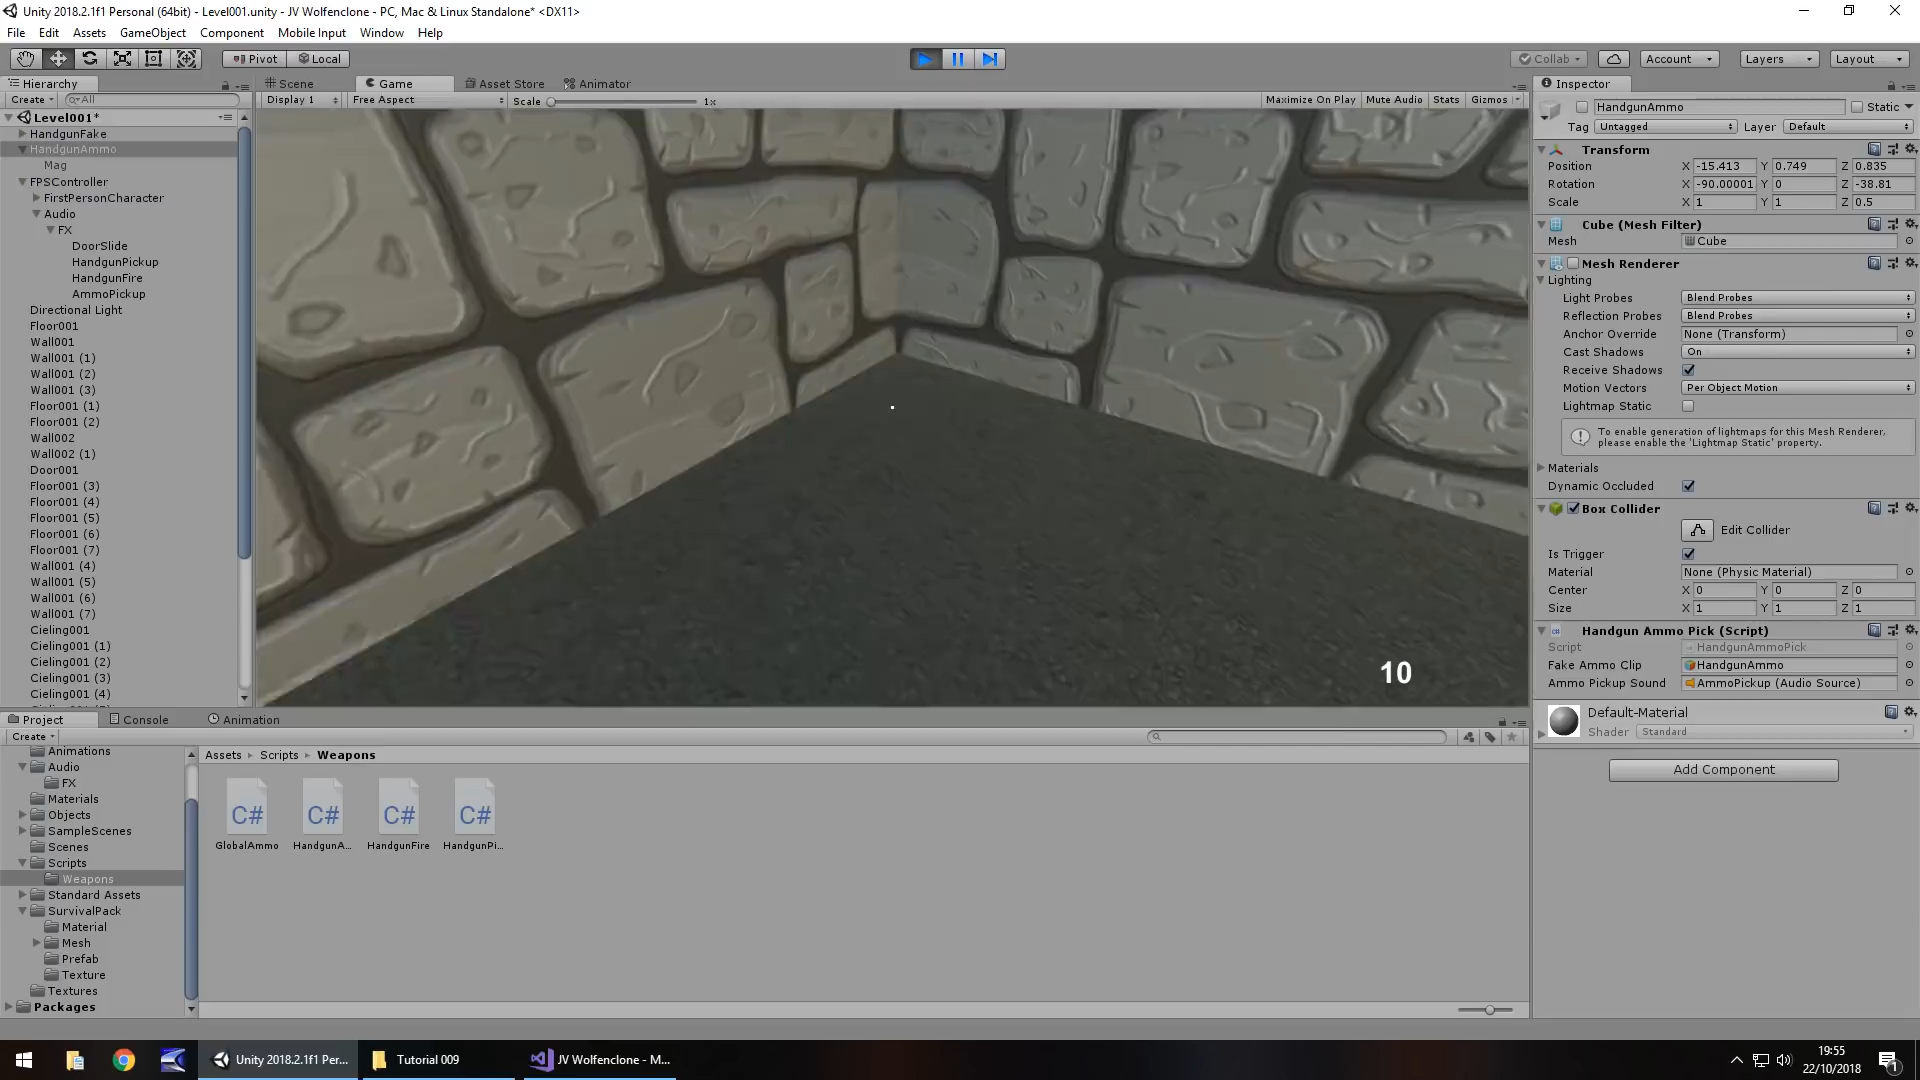 Unity 2018.2.1f1 Personal (64bit) - Level001.unity - JV Wolfenclone - PC, Mac & Linux Standalone* <DX11>
File Edit Assets GameObject Component Mobile Input Window Help
Pivot Local Collab Account Layers Layout
Hierarchy Scene Game Asset Store Animator Inspector
Create All Display 1 Free Aspect Scale 1x Maximize On Play Mute Audio Stats Gizmos
HandgunAmmo Static
Tag Untagged Layer Default
Level001*
HandgunFake
HandgunAmmo
Mag
FPSController
FirstPersonCharacter
Audio
FX
DoorSlide
HandgunPickup
HandgunFire
AmmoPickup
Directional Light
Floor001
Wall001
Wall001 (1)
Wall001 (2)
Wall001 (3)
Floor001 (1)
Floor001 (2)
Wall002
Wall002 (1)
Door001
Floor001 (3)
Floor001 (4)
Floor001 (5)
Floor001 (6)
Floor001 (7)
Wall001 (4)
Wall001 (5)
Wall001 (6)
Wall001 (7)
Cieling001
Cieling001 (1)
Cieling001 (2)
Cieling001 (3)
Cieling001 (4)
10
Transform
Position X -15.413 Y 0.749 Z 0.835
Rotation X -90.00001 Y 0 Z -38.81
Scale X 1 Y 1 Z 0.5
Cube (Mesh Filter)
Mesh Cube
Mesh Renderer
Lighting
Light Probes Blend Probes
Reflection Probes Blend Probes
Anchor Override None (Transform)
Cast Shadows On
Receive Shadows
Motion Vectors Per Object Motion
Lightmap Static
To enable generation of lightmaps for this Mesh Renderer,
please enable the 'Lightmap Static' property.
Materials
Dynamic Occluded
Box Collider
Edit Collider
Is Trigger
Material None (Physic Material)
Center X 0 Y 0 Z 0
Size X 1 Y 1 Z 1
Handgun Ammo Pick (Script)
Script HandgunAmmoPick
Fake Ammo Clip HandgunAmmo
Ammo Pickup Sound AmmoPickup (Audio Source)
Default-Material
Shader Standard
Add Component
Project Console Animation
Create
Animations
Audio
FX
Materials
Objects
SampleScenes
Scenes
Scripts
Weapons
Standard Assets
SurvivalPack
Material
Mesh
Prefab
Texture
Textures
Packages
Assets Scripts Weapons
C# C# C# C#
GlobalAmmo HandgunA... HandgunFire HandgunPi...
Unity 2018.2.1f1 Per... Tutorial 009 JV Wolfenclone - M...
19:55
22/10/2018
1